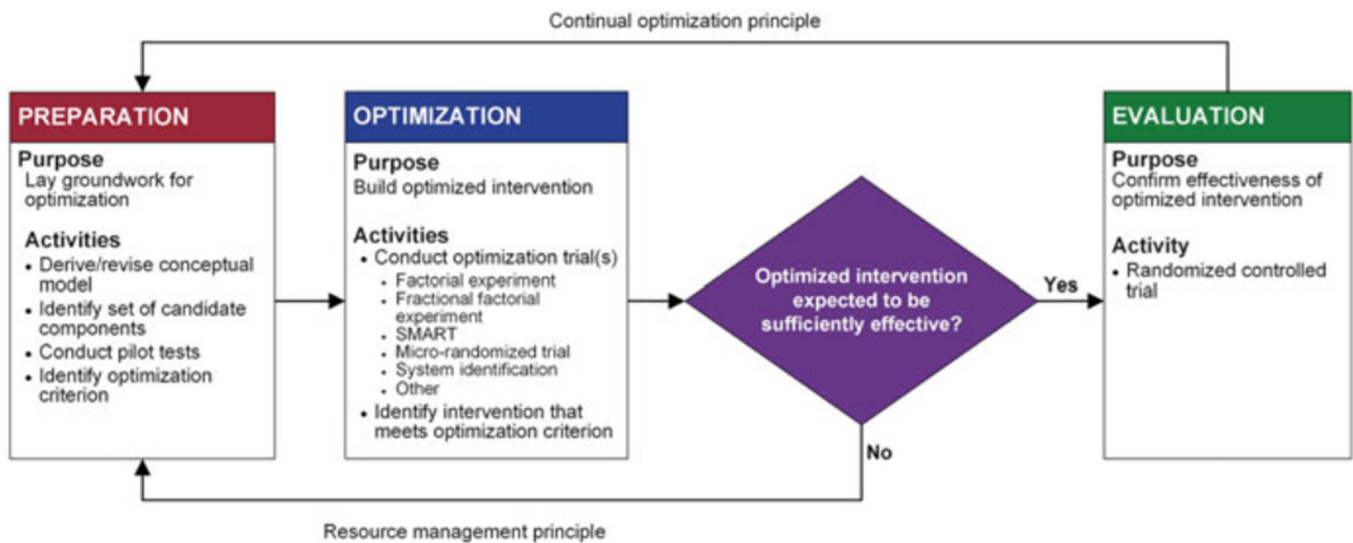 Continual optimization principle
PREPARATION
Purpose
Lay groundwork for
optimization
Activities
• Derive/revise conceptual
model
• Identify set of candidate
components
• Conduct pilot tests
• Identify optimization
criterion
OPTIMIZATION
Purpose
Build optimized intervention
Activities
• Conduct optimization trial(s)
• Factorial experiment
• Fractional factorial
experiment
• SMART
• Micro-randomized trial
• System identification
• Other
• Identify intervention that
meets optimization criterion
Optimized intervention
expected to be
sufficiently effective?
Yes
No
EVALUATION
Purpose
Confirm effectiveness of
optimized intervention
Activity
• Randomized controlled
trial
Resource management principle